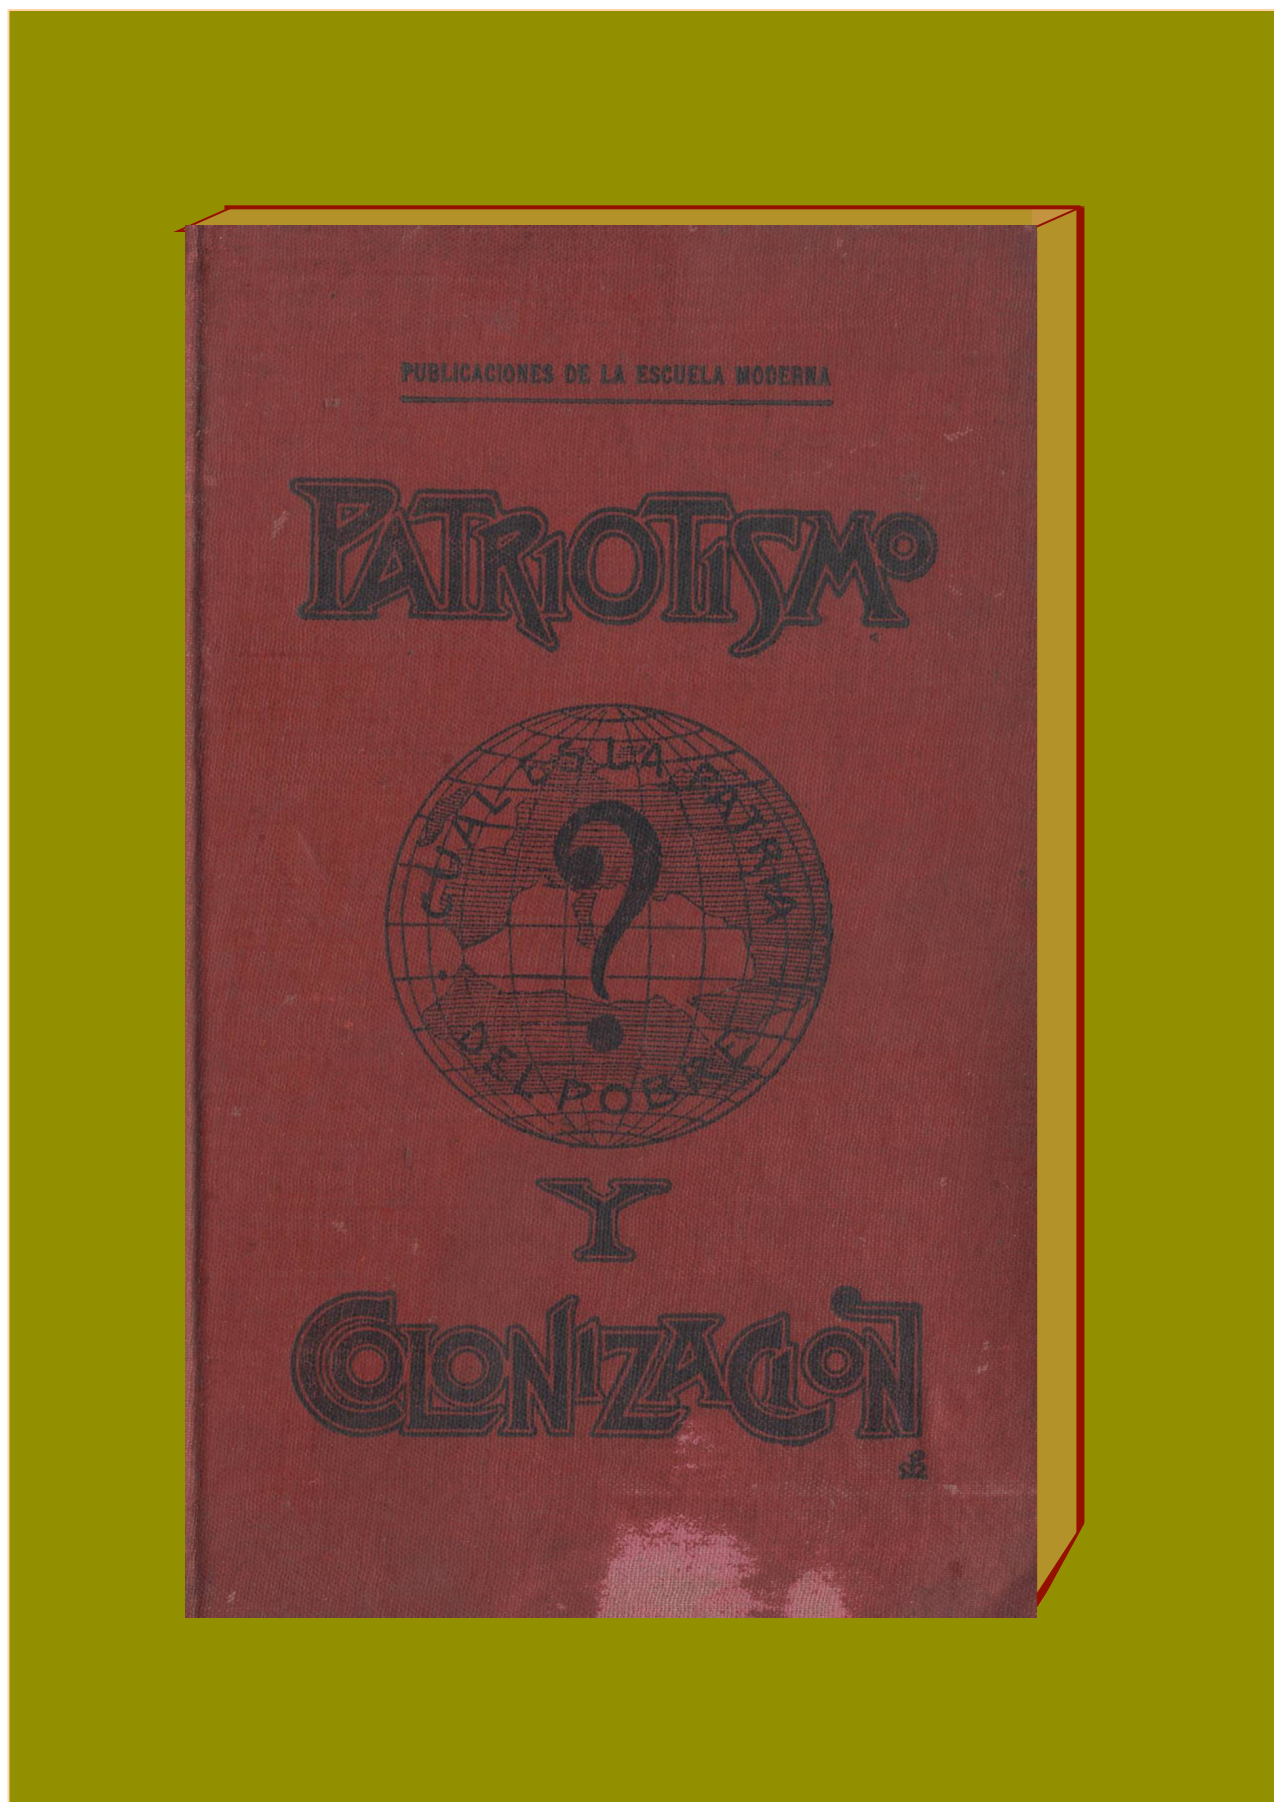 PUBLICACIONES DE LA ESCUELA MODERNA
PATRIOTISMO
CUAL ES LA PATRIA
?
DEL POBRE
Y
COLONIZACION